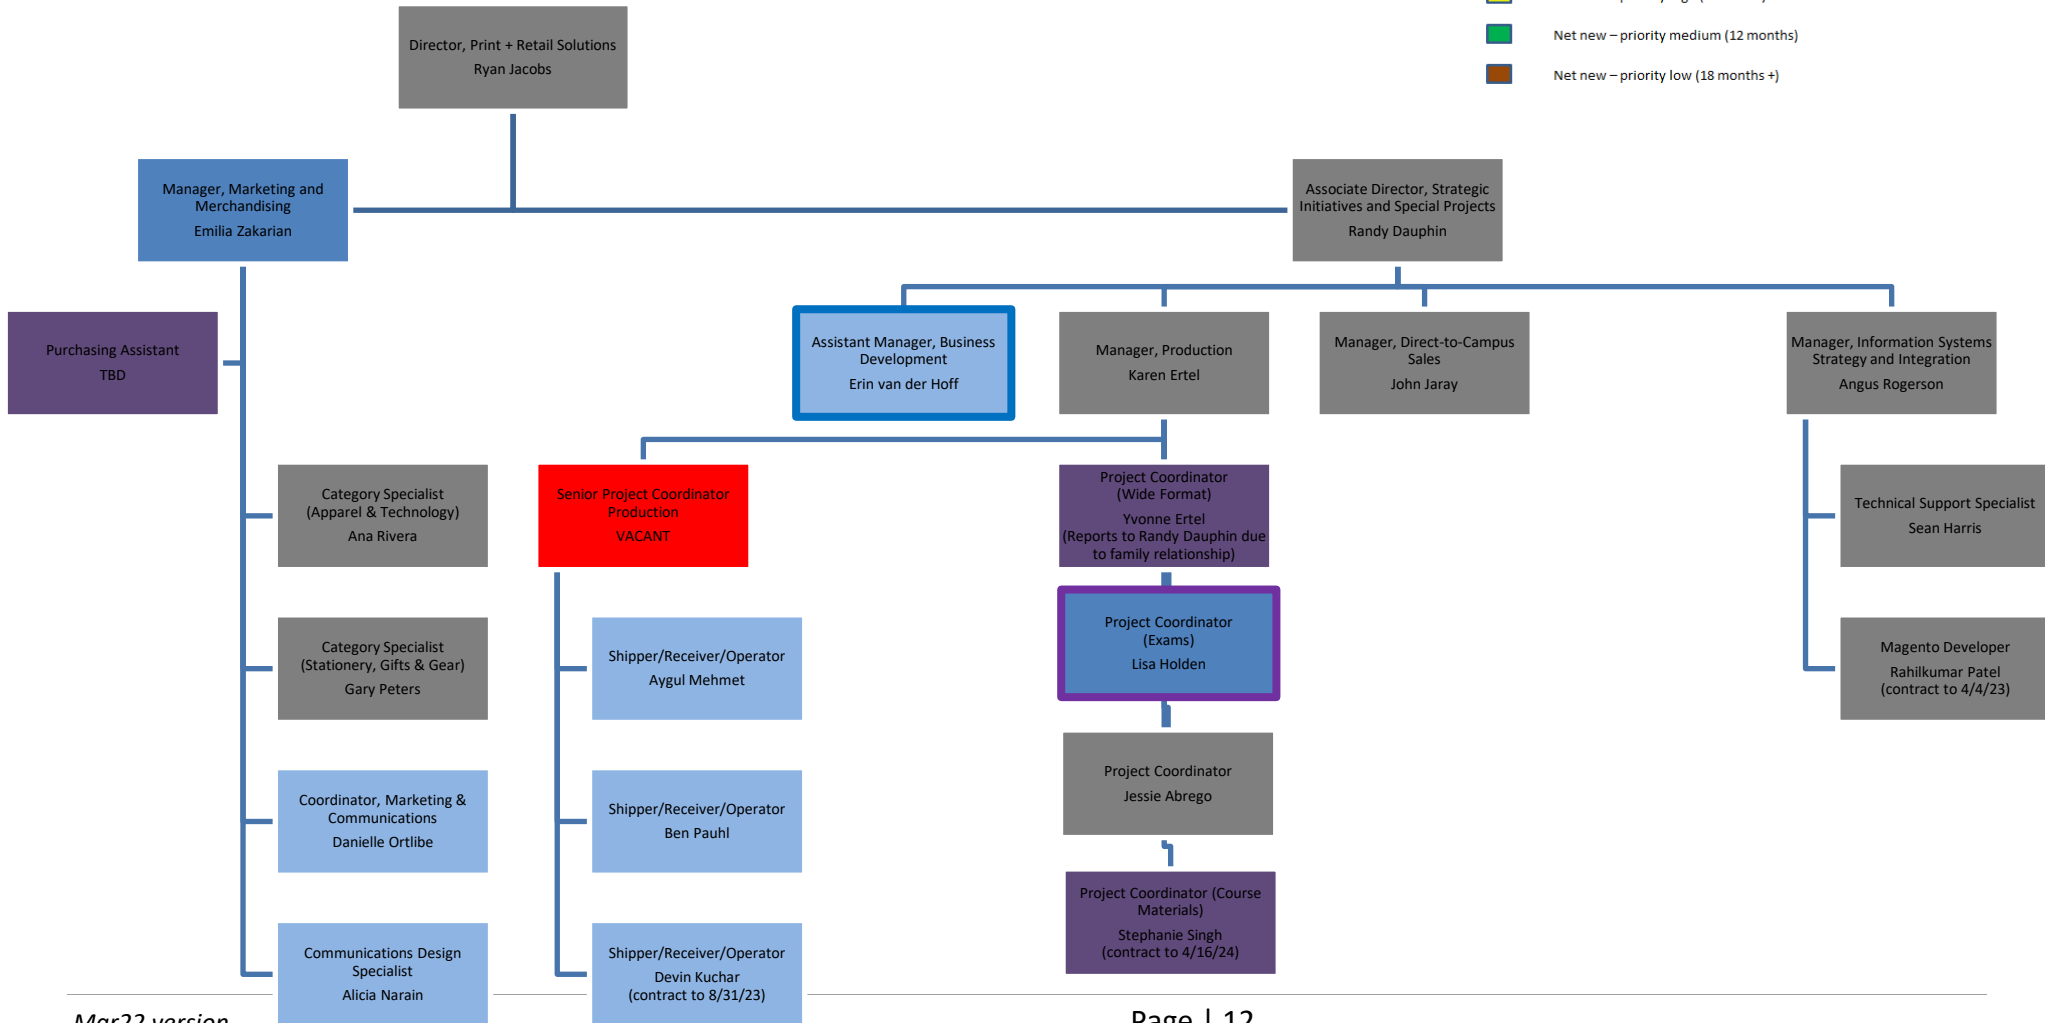 Net new – priority medium (12 months)
Net new – priority low (18 months +)
Director, Print + Retail Solutions
Ryan Jacobs
Manager, Marketing and
Merchandising
Emilia Zakarian
Associate Director, Strategic
Initiatives and Special Projects
Randy Dauphin
Purchasing Assistant
TBD
Assistant Manager, Business
Development
Erin van der Hoff
Manager, Production
Karen Ertel
Manager, Direct-to-Campus
Sales
John Jaray
Manager, Information Systems
Strategy and Integration
Angus Rogerson
Category Specialist
(Apparel & Technology)
Ana Rivera
Senior Project Coordinator
Production
VACANT
Project Coordinator
(Wide Format)
Yvonne Ertel
(Reports to Randy Dauphin due
to family relationship)
Technical Support Specialist
Sean Harris
Category Specialist
(Stationery, Gifts & Gear)
Gary Peters
Shipper/Receiver/Operator
Aygul Mehmet
Project Coordinator
(Exams)
Lisa Holden
Magento Developer
Rahilkumar Patel
(contract to 4/4/23)
Coordinator, Marketing &
Communications
Danielle Ortlibe
Shipper/Receiver/Operator
Ben Pauhl
Project Coordinator
Jessie Abrego
Communications Design
Specialist
Alicia Narain
Shipper/Receiver/Operator
Devin Kuchar
(contract to 8/31/23)
Project Coordinator (Course
Materials)
Stephanie Singh
(contract to 4/16/24)
Mar22 version
Page | 12